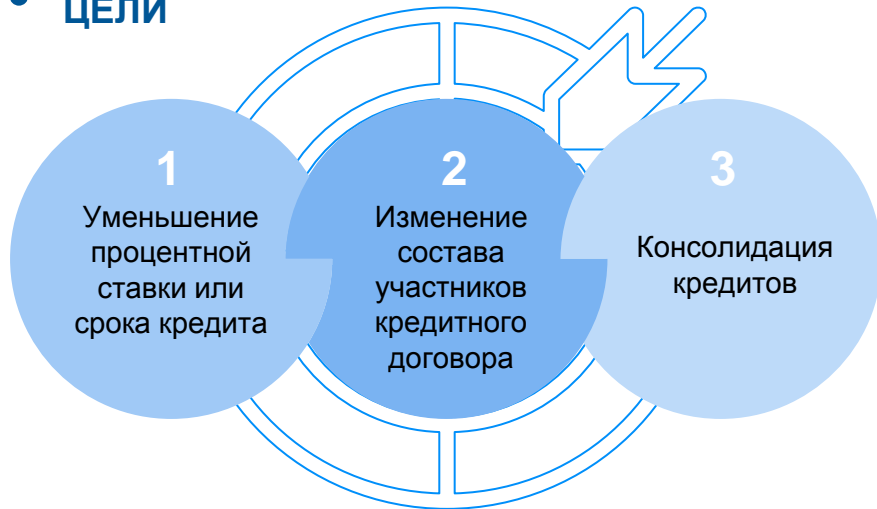 ЦЕЛИ
1
Уменьшение
процентной
ставки или
срока кредита
2
Изменение
состава
участников
кредитного
договора
3
Консолидация
кредитов